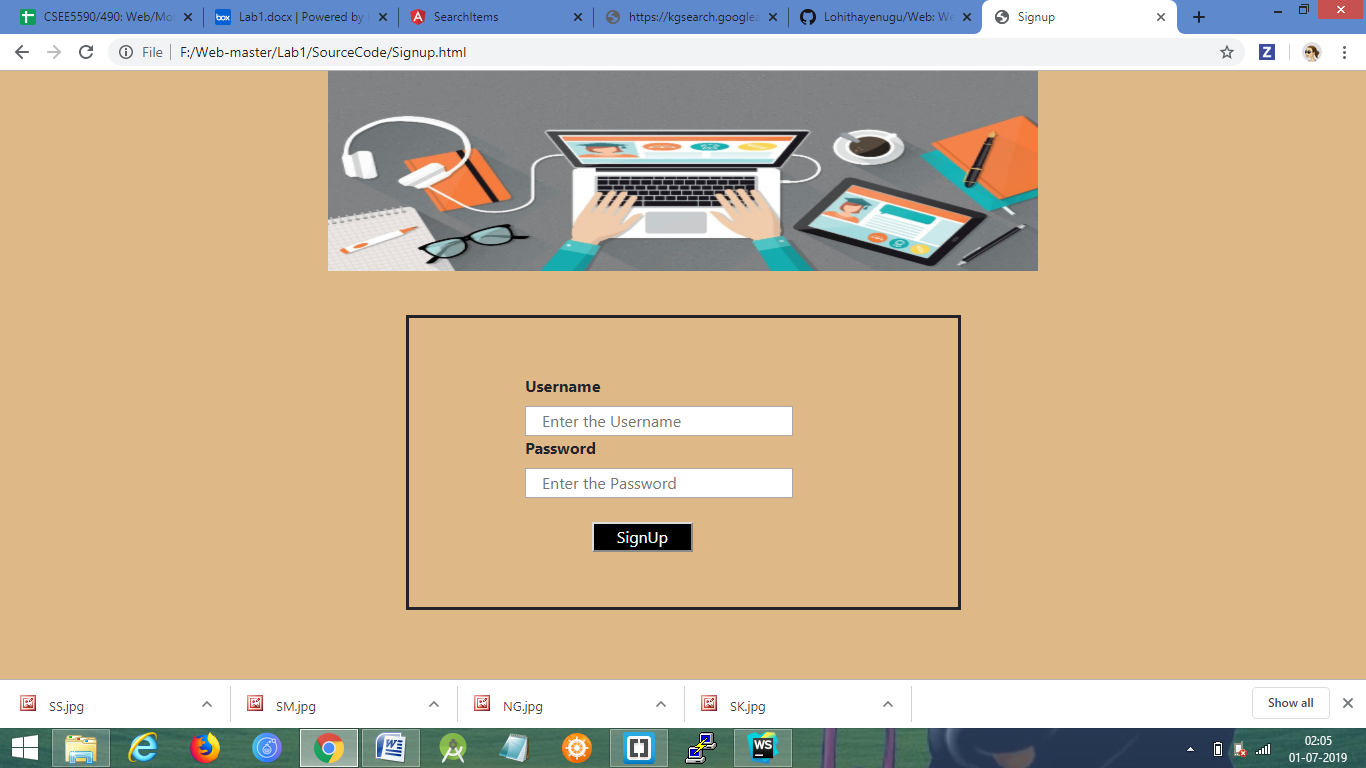 CSEE5590/490: Web/Mo
Lab1.docx | Powered by
SearchItems
https://kgsearch.google
Lohithayenugu/Web: We
Signup
File
F:/Web-master/Lab1/SourceCode/Signup.html
Z
Username
Enter the Username
Password
Enter the Password
SignUp
SS.jpg
SM.jpg
NG.jpg
SK.jpg
Show all
WS
02:05
01-07-2019